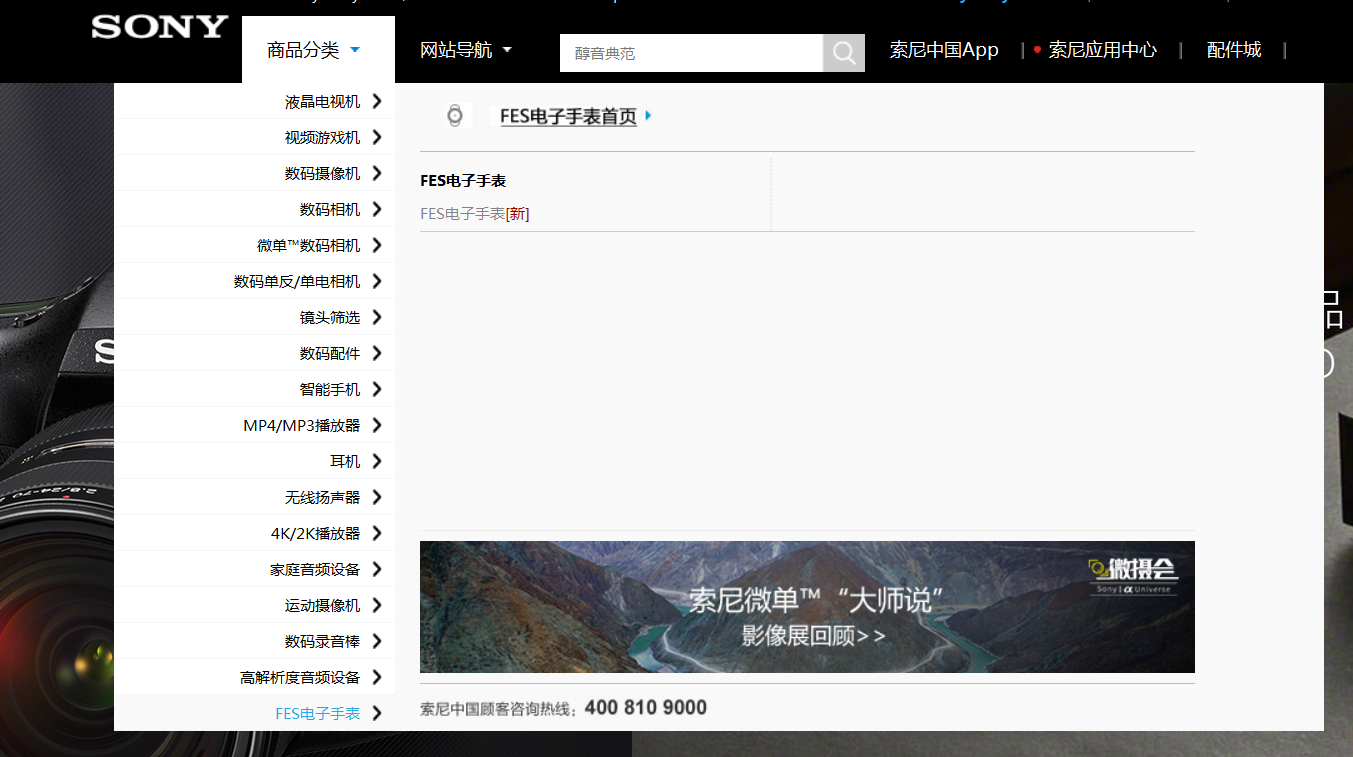 SONY
商品分类
网站导航
醇音典范
索尼中国App
索尼应用中心
配件城
液晶电视机
视频游戏机
数码摄像机
数码相机
微单™数码相机
数码单反/单电相机
镜头筛选
数码配件
智能手机
MP4/MP3播放器
耳机
无线扬声器
4K/2K播放器
家庭音频设备
运动摄像机
数码录音棒
高解析度音频设备
FES电子手表
FES电子手表首页
FES电子手表
FES电子手表[新]
微摄会
Sony | α Universe
索尼微单™“大师说”
影像展回顾>>
索尼中国顾客咨询热线：400 810 9000
品
2.8/24-70